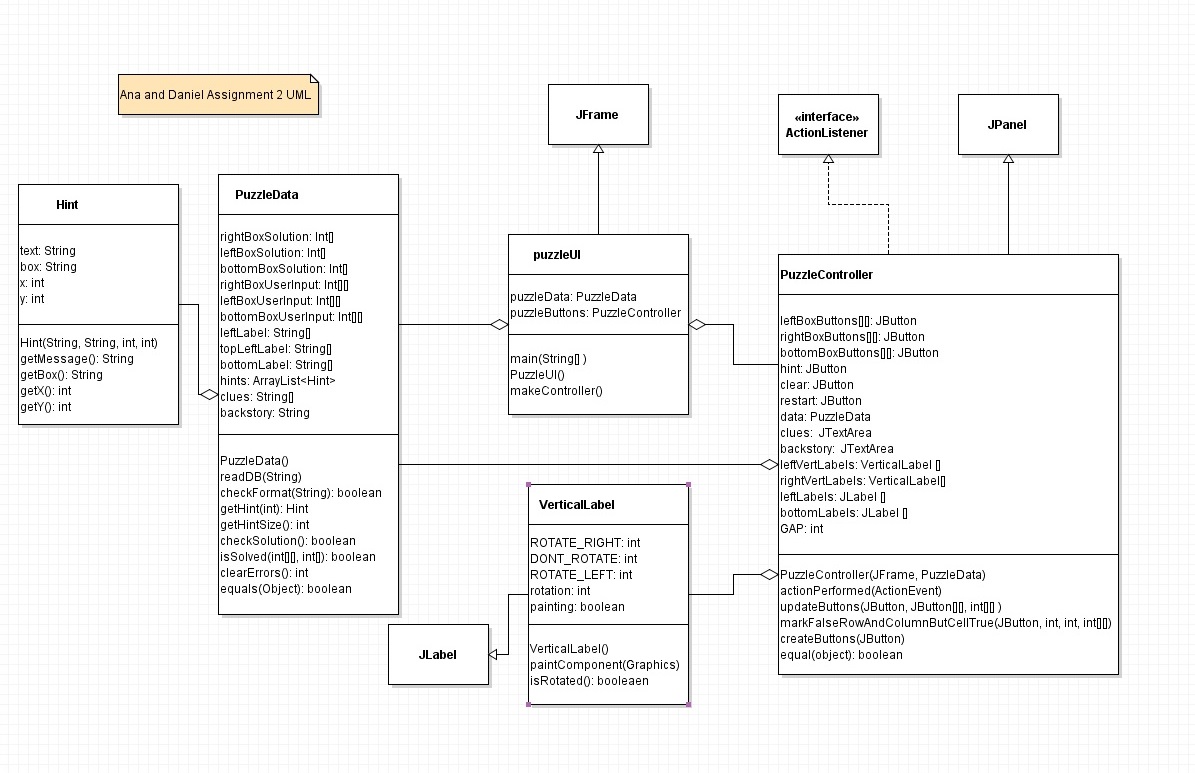 Ana and Daniel Assignment 2 UML
JFrame
«interface»
ActionListener
JPanel
Hint
text: String
box: String
x: int
y: int
Hint(String, String, int, int)
getMessage(): String
getBox(): String
getX(): int
getY(): int
PuzzleData
rightBoxSolution: Int[]
leftBoxSolution: Int[]
bottomBoxSolution: Int[]
rightBoxUserInput: Int[][]
leftBoxUserInput: Int[][]
bottomBoxUserInput: Int[][]
leftLabel: String[]
topLeftLabel: String[]
bottomLabel: String[]
hints: ArrayList<Hint>
clues: String[]
backstory: String
PuzzleData()
readDB(String)
checkFormat(String): boolean
getHint(int): Hint
getHintSize(): int
checkSolution(): boolean
isSolved(int[][], int[]): boolean
clearErrors(): int
equals(Object): boolean
puzzleUI
puzzleData: PuzzleData
puzzleButtons: PuzzleController
main(String[] )
PuzzleUI()
makeController()
PuzzleController
leftBoxButtons[][]: JButton
rightBoxButtons[][]: JButton
bottomBoxButtons[][]: JButton
hint: JButton
clear: JButton
restart: JButton
data: PuzzleData
clues: JTextArea
backstory: JTextArea
leftVertLabels: VerticalLabel []
rightVertLabels: VerticalLabel[]
leftLabels: JLabel []
bottomLabels: JLabel []
GAP: int
PuzzleController(JFrame, PuzzleData)
actionPerformed(ActionEvent)
updateButtons(JButton, JButton[][], int[][] )
markFalseRowAndColumnButCellTrue(JButton, int, int, int[][])
createButtons(JButton)
equal(object): boolean
VerticalLabel
ROTATE_RIGHT: int
DONT_ROTATE: int
ROTATE_LEFT: int
rotation: int
painting: boolean
VerticalLabel()
paintComponent(Graphics)
isRotated(): booleaen
JLabel